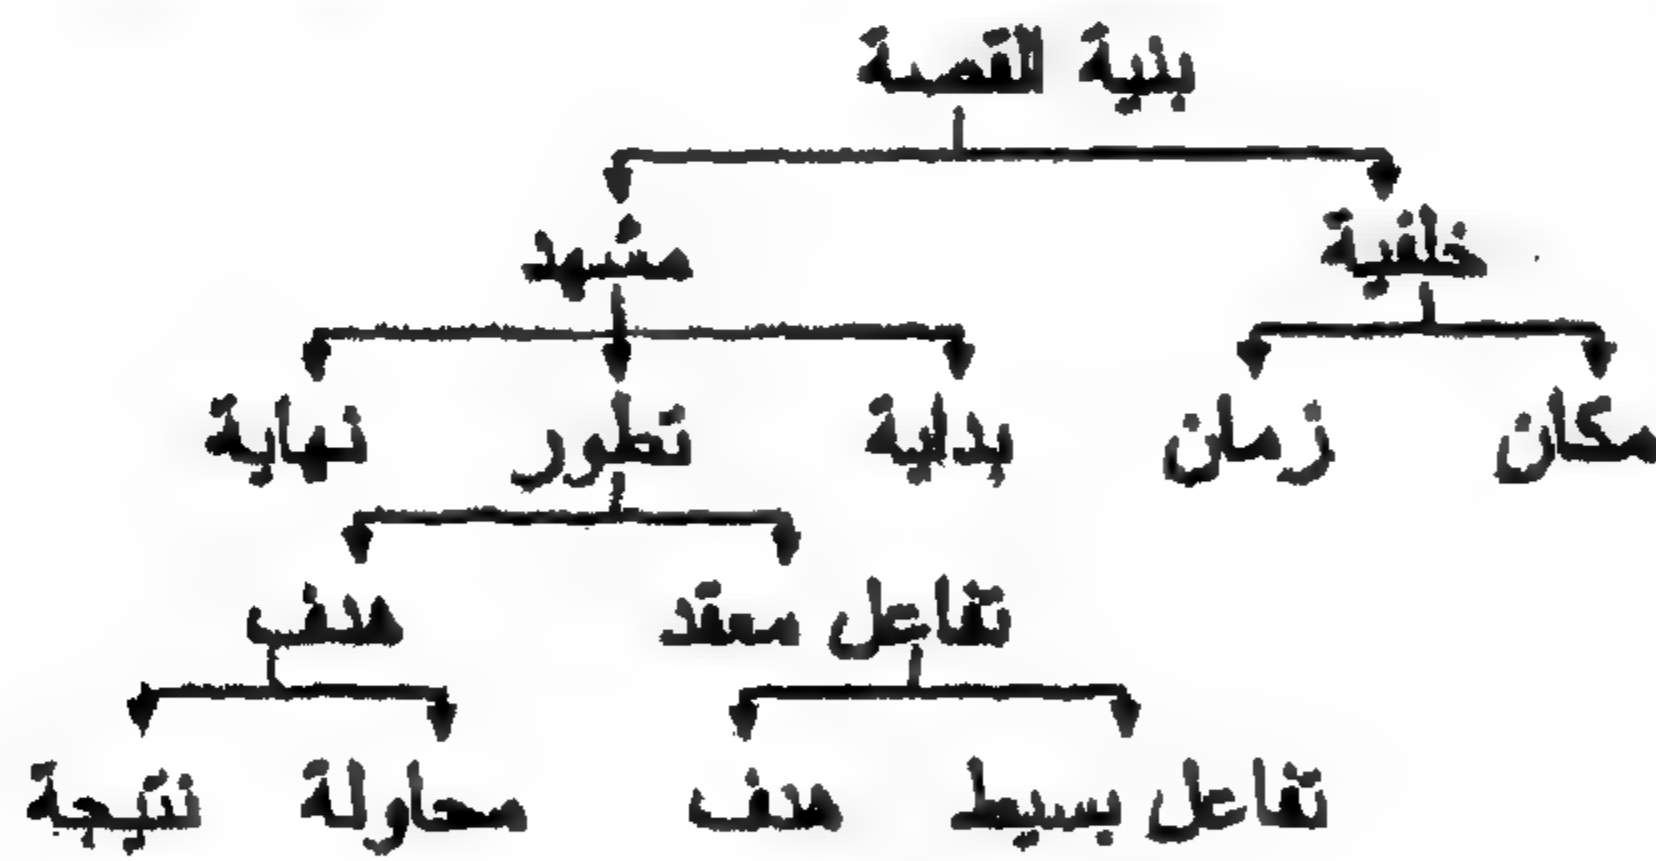 بنية القصة
خلفية مشهد
مكان زمان بداية تطور نهاية
تفاعل معقد هدف
تفاعل بسيط هدف محاولة نتيجة